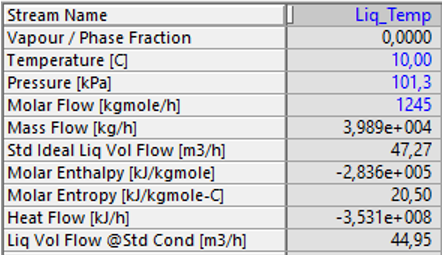 Stream Name Liq_Temp
Vapour / Phase Fraction 0,0000
Temperature [C] 10,00
Pressure [kPa] 101,3
Molar Flow [kgmole/h] 1245
Mass Flow [kg/h] 3,989e+004
Std Ideal Liq Vol Flow [m3/h] 47,27
Molar Enthalpy [kJ/kgmole] -2,836e+005
Molar Entropy [kJ/kgmole-C] 20,50
Heat Flow [kJ/h] -3,531e+008
Liq Vol Flow @Std Cond [m3/h] 44,95